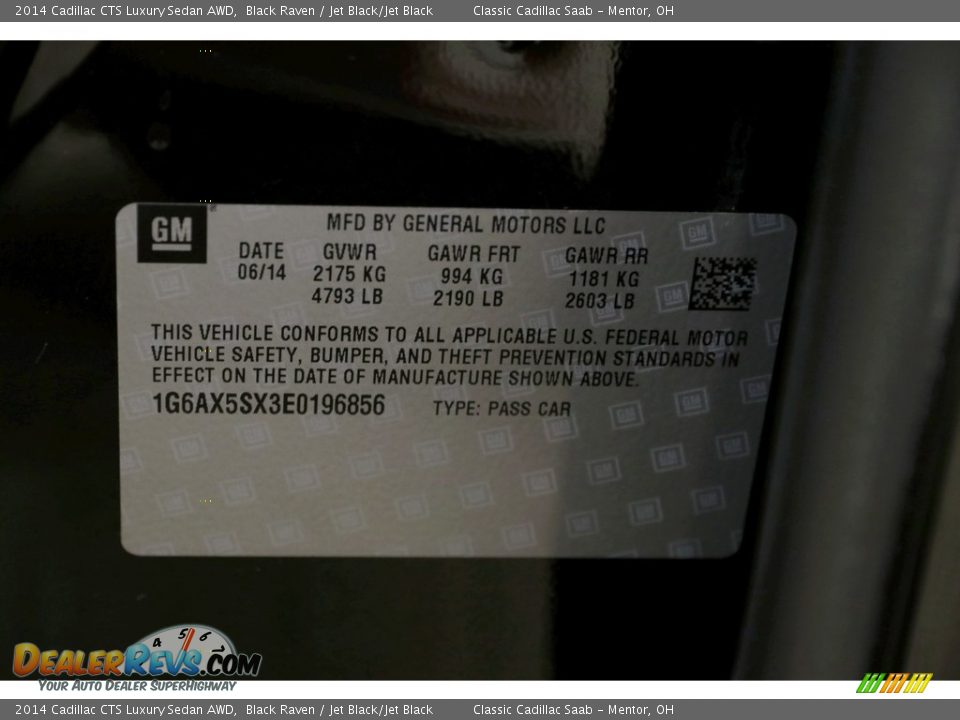 2014 Cadillac CTS Luxury Sedan AWD, Black Raven / Jet Black/Jet Black Classic Cadillac Saab - Mentor, OH
GM
MFD BY GENERAL MOTORS LLC
DATE GVWR GAWR FRT GAWR RR
06/14 2175 KG 994 KG 1181 KG
4793 LB 2190 LB 2603 LB
THIS VEHICLE CONFORMS TO ALL APPLICABLE U.S. FEDERAL MOTOR
VEHICLE SAFETY, BUMPER, AND THEFT PREVENTION STANDARDS IN
EFFECT ON THE DATE OF MANUFACTURE SHOWN ABOVE.
1G6AX5SX3E0196856 TYPE: PASS CAR
4 5 6
DEALERREVS.COM
YOUR AUTO DEALER SUPERHIGHWAY
2014 Cadillac CTS Luxury Sedan AWD, Black Raven / Jet Black/Jet Black Classic Cadillac Saab - Mentor, OH